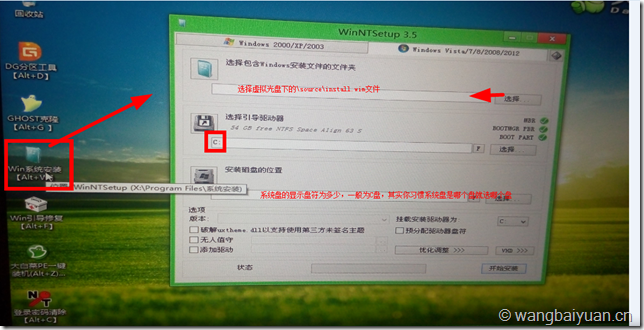 回收站
DG分区工具
【Alt+D】
GHOST克隆
【Alt+G】
Win系统安装
【Alt+
WinNTSetup (X:\Program Files\系统安装)
Win引导修复
【Alt+F】
大白菜PE一键
装机(Alt+Z)...
登录密码清除
【Alt+C】
WinNTSetup 3.5
Windows 2000/XP/2003
Windows Vista/7/8/2008/2012
选择包含Windows安装文件的文件夹
选择虚拟光盘下的\source\install.wim文件
选择
选择引导驱动器
54 GB free NTFS Space Align 63 S
MBR
BOOTMGR PBR
BOOT PART
C:
P
选择
安装磁盘的位置
系统盘的显示盘符为多少，一般为C盘，其实你习惯系统盘是哪个盘就选哪个盘
选项
版本:
挂载安装驱动器为
C:
破解uxtheme.dll以支持使用第三方未签名主题
预分配驱动器盘符
无人值守
添加驱动
优化调整 >>>
VHD >>>
状态
开始安装
© wangbaiyuan.cn